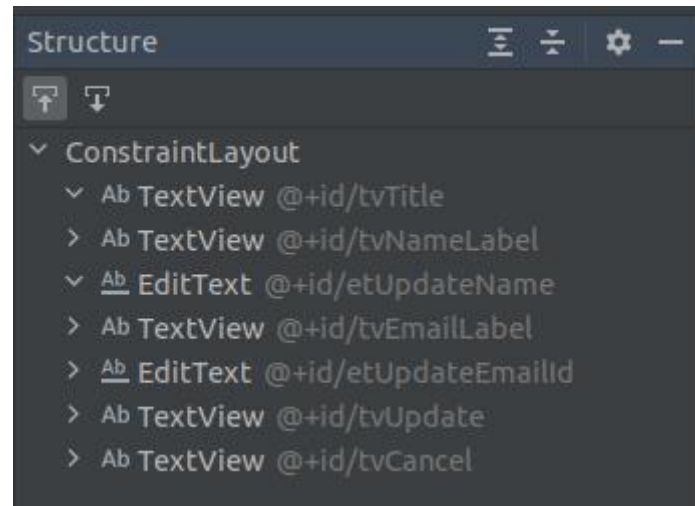 Structure
ConstraintLayout
Ab TextView @+id/tvTitle
Ab TextView @+id/tvNameLabel
Ab EditText @+id/etUpdateName
Ab TextView @+id/tvEmailLabel
Ab EditText @+id/etUpdateEmailId
Ab TextView @+id/tvUpdate
Ab TextView @+id/tvCancel